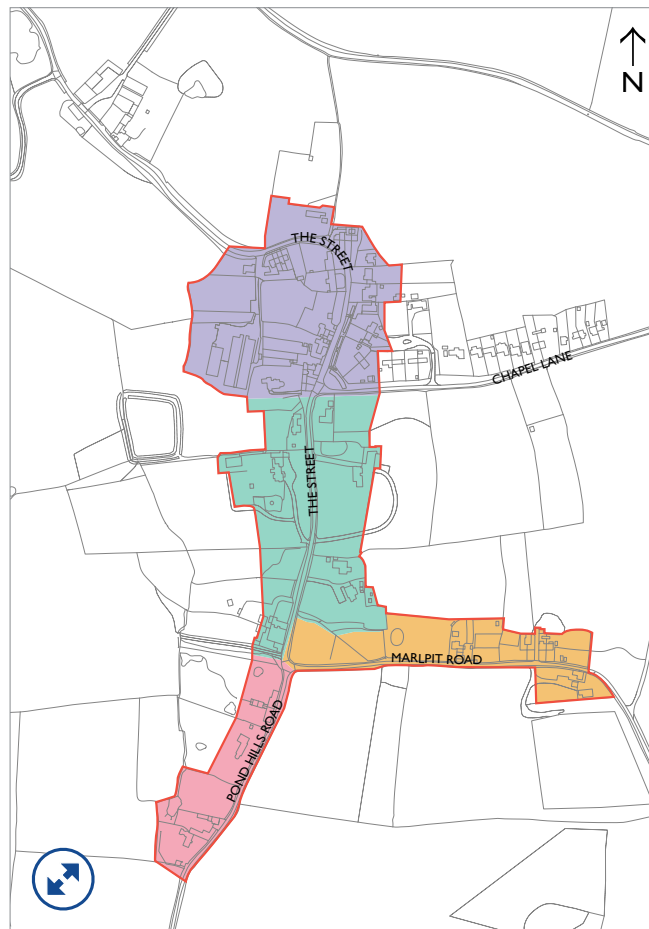 N
THE STREET
CHAPEL LANE
THE STREET
MARLPIT ROAD
POND HILLS ROAD